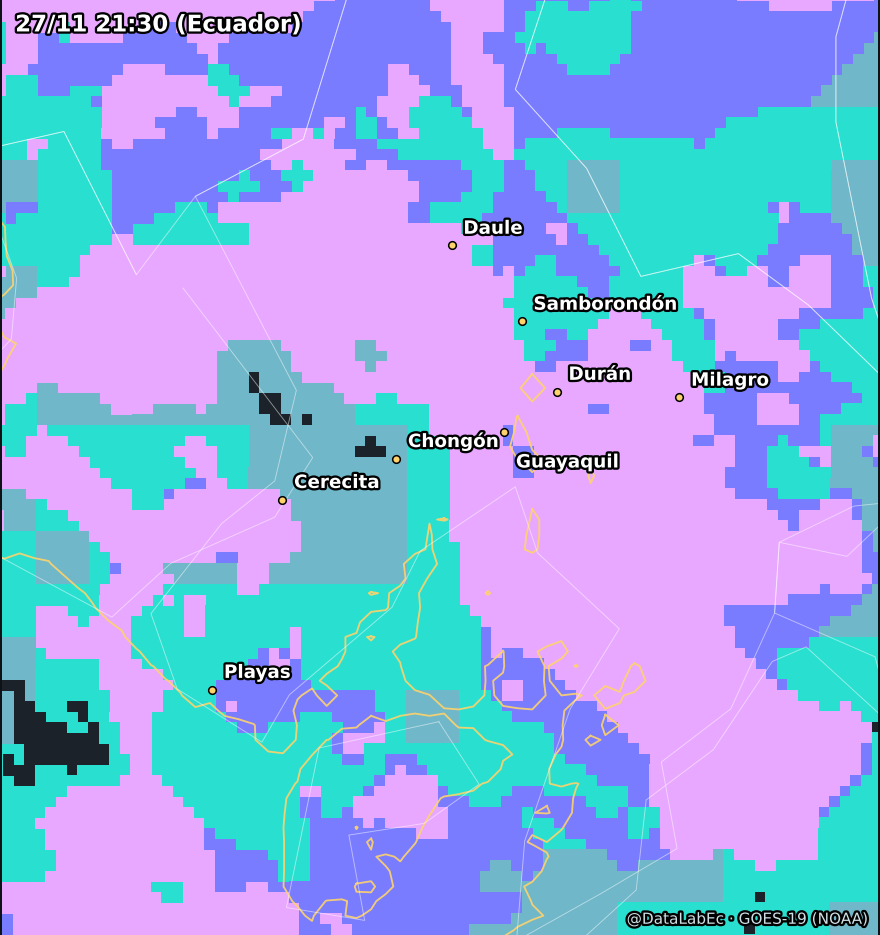 27/11 21:30 (Ecuador)
Daule
Samborondón
Durán
Milagro
Chongón
Guayaquil
Cerecita
Playas
@DataLabEc · GOES-19 (NOAA)